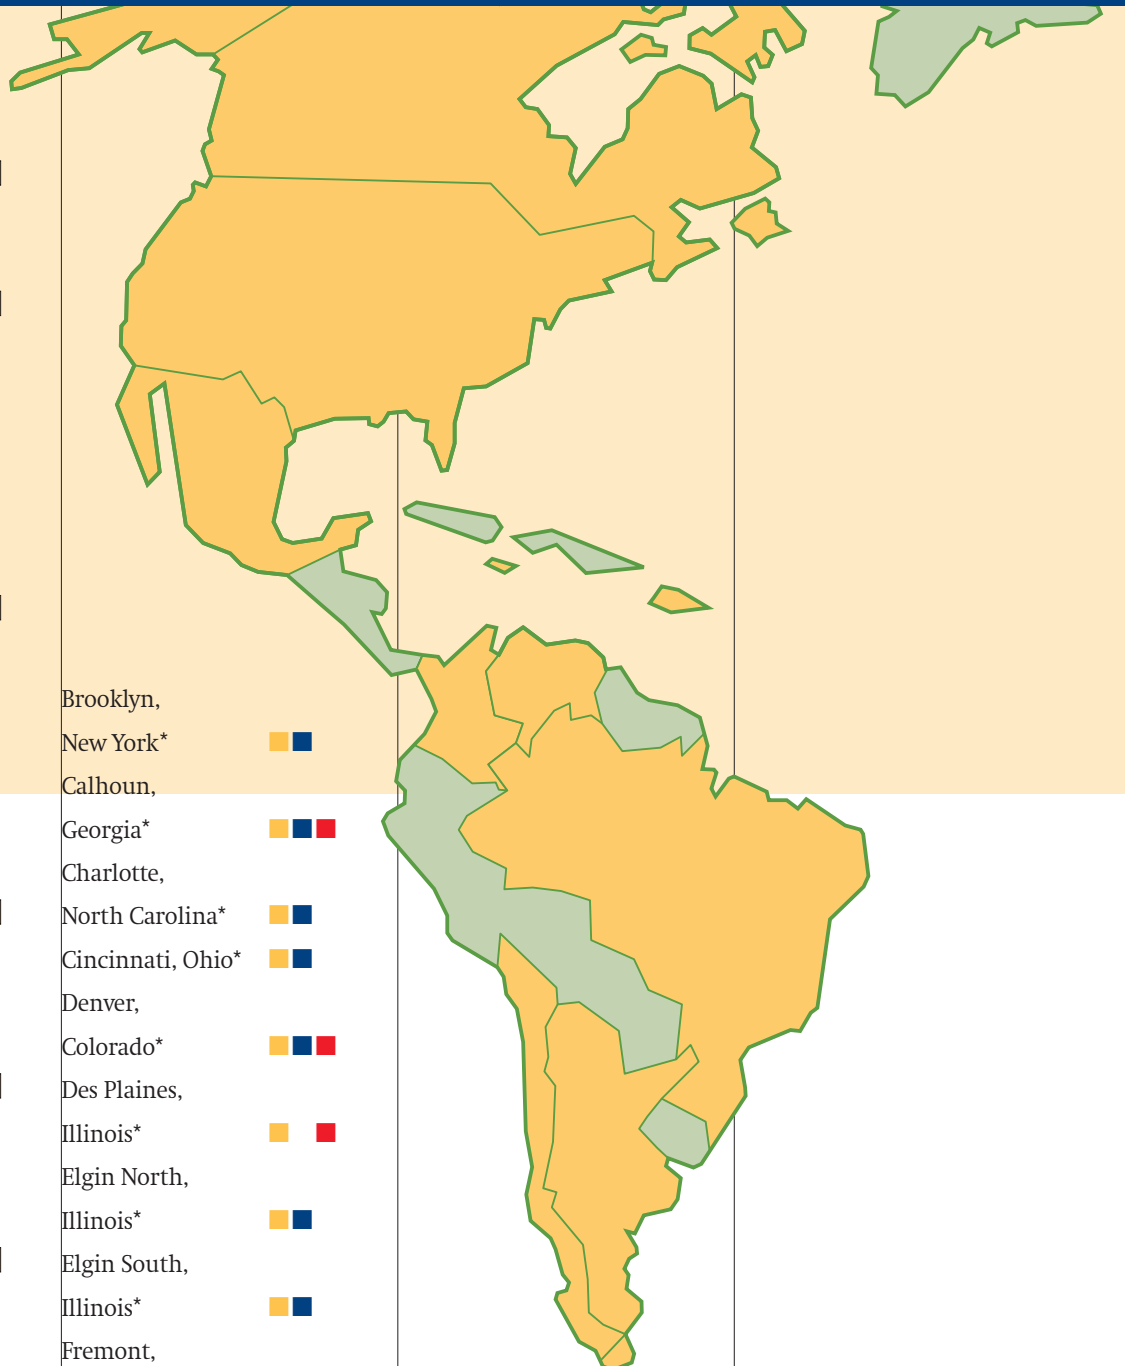 Brooklyn,
New York*
Calhoun,
Georgia*
Charlotte,
North Carolina*
Cincinnati, Ohio*
Denver,
Colorado*
Des Plaines,
Illinois*
Elgin North,
Illinois*
Elgin South,
Illinois*
Fremont,